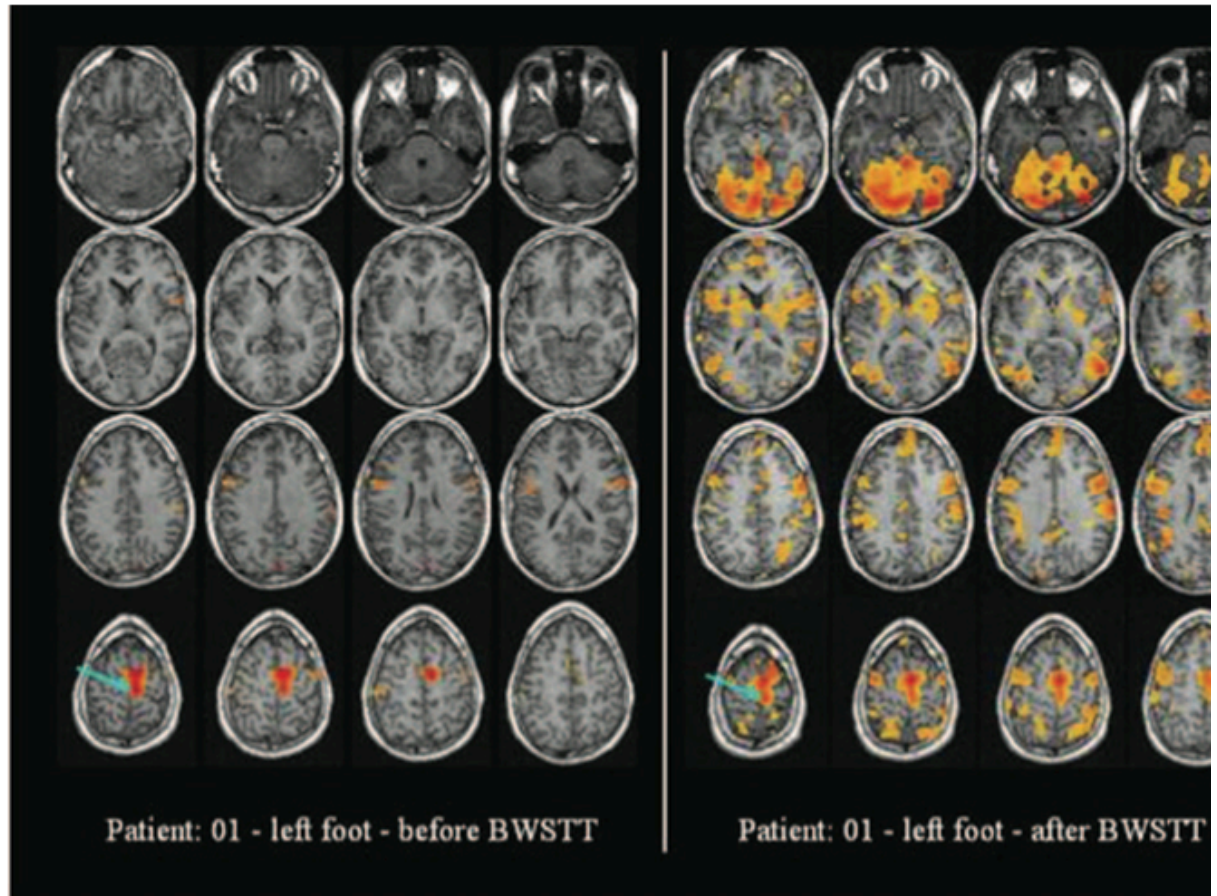 Patient: 01 - left foot - before BWSTT
Patient: 01 - left foot - after BWSTT